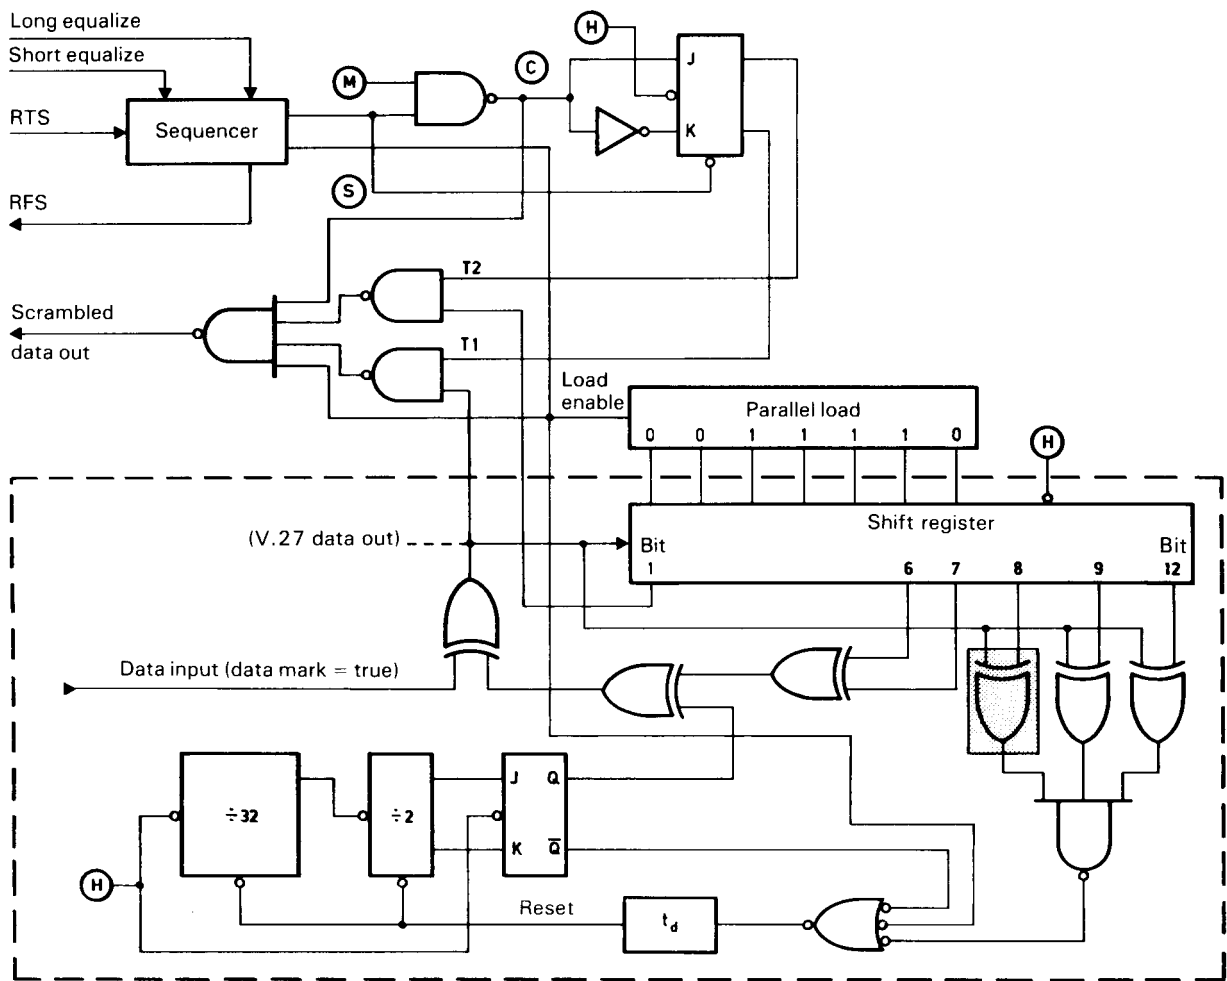 Long equalize
Short equalize
RTS
Sequencer
RFS
M
C
H
J
K
S
T2
T1
Scrambled
data out
Load
enable
Parallel load
0 0 1 1 1 1 0
H
Shift register
(V.27 data out)
Bit Bit
1 6 7 8 9 12
Data input (data mark = true)
÷32
÷2
J Q
K Q̅
H
Reset
t_d